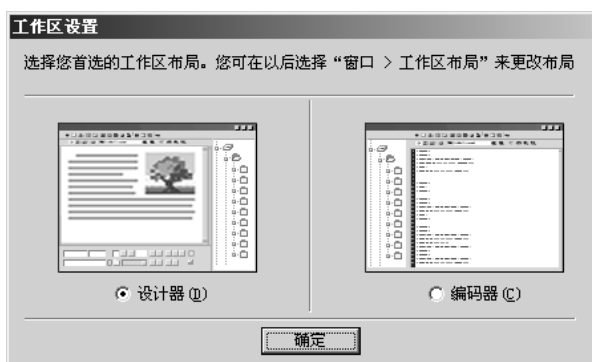 工作区设置
选择您首选的工作区布局。您可在以后选择“窗口 > 工作区布局”来更改布局
设计器(D)
编码器(C)
确定